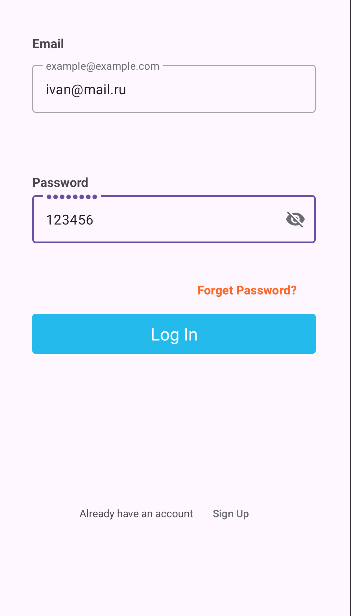 Email
example@example.com
ivan@mail.ru
Password
••••••••
123456
Forget Password?
Log In
Already have an account Sign Up